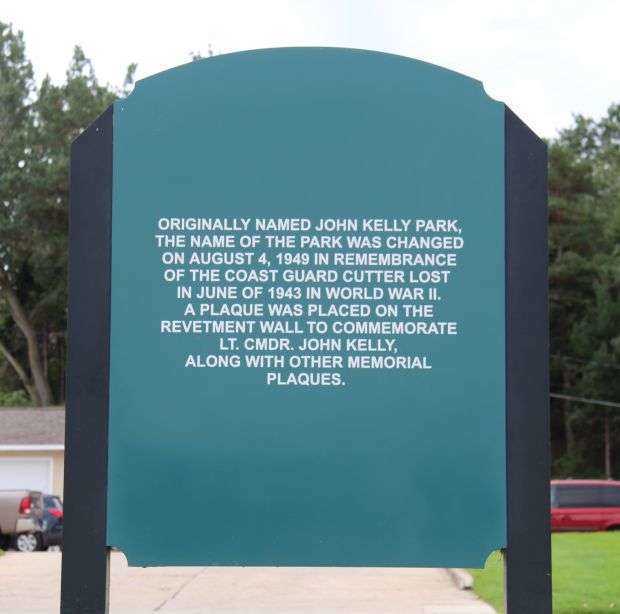 ORIGINALLY NAMED JOHN KELLY PARK,
THE NAME OF THE PARK WAS CHANGED
ON AUGUST 4, 1949 IN REMEMBRANCE
OF THE COAST GUARD CUTTER LOST
IN JUNE OF 1943 IN WORLD WAR II.
A PLAQUE WAS PLACED ON THE
REVETMENT WALL TO COMMEMORATE
LT. CMDR. JOHN KELLY,
ALONG WITH OTHER MEMORIAL
PLAQUES.